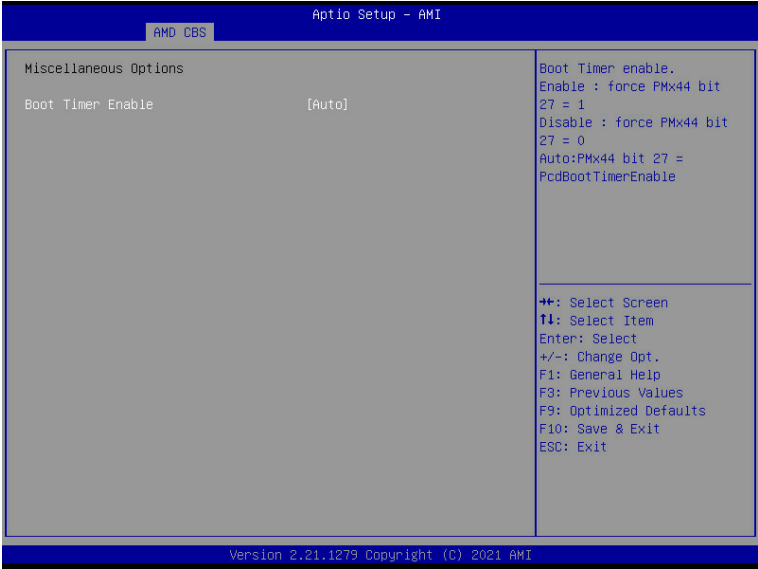 Aptio Setup – AMI
AMD CBS
Miscellaneous Options
Boot Timer Enable [Auto]
Boot Timer enable.
Enable : force PMx44 bit
27 = 1
Disable : force PMx44 bit
27 = 0
Auto:PMx44 bit 27 =
PcdBootTimerEnable
→←: Select Screen
↑↓: Select Item
Enter: Select
+/-: Change Opt.
F1: General Help
F3: Previous Values
F9: Optimized Defaults
F10: Save & Exit
ESC: Exit
Version 2.21.1279 Copyright (C) 2021 AMI